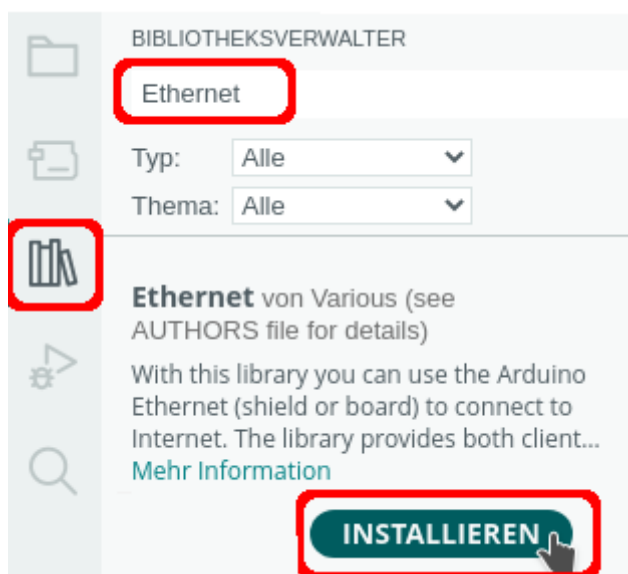 BIBLIOTHEKSVERWALTER
Ethernet
Typ: Alle
Thema: Alle
Ethernet von Various (see
AUTHORS file for details)
With this library you can use the Arduino
Ethernet (shield or board) to connect to
Internet. The library provides both client...
Mehr Information
INSTALLIEREN